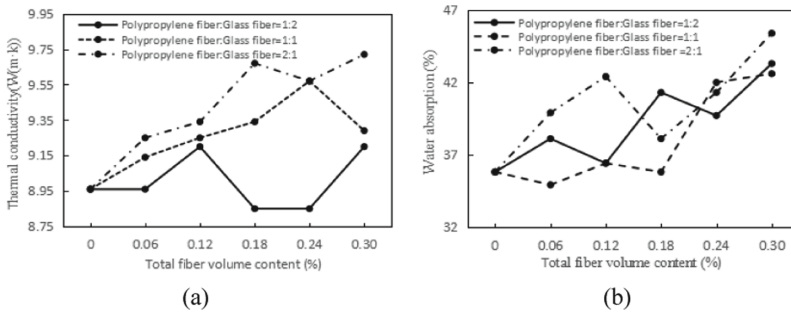 9.95
9.75
9.55
9.35
9.15
8.95
8.75
Thermal conductivity(W(m·k)
Polypropylene fiber:Glass fiber=1:2
Polypropylene fiber:Glass fiber=1:1
Polypropylene fiber:Glass fiber=2:1
0 0.06 0.12 0.18 0.24 0.30
Total fiber volume content (%)
(a)
47
42
37
32
Water absorption(%)
Polypropylene fiber:Glass fiber=1:2
Polypropylene fiber:Glass fiber=1:1
Polypropylene fiber:Glass fiber =2:1
0 0.06 0.12 0.18 0.24 0.30
Total fiber volume content (%)
(b)